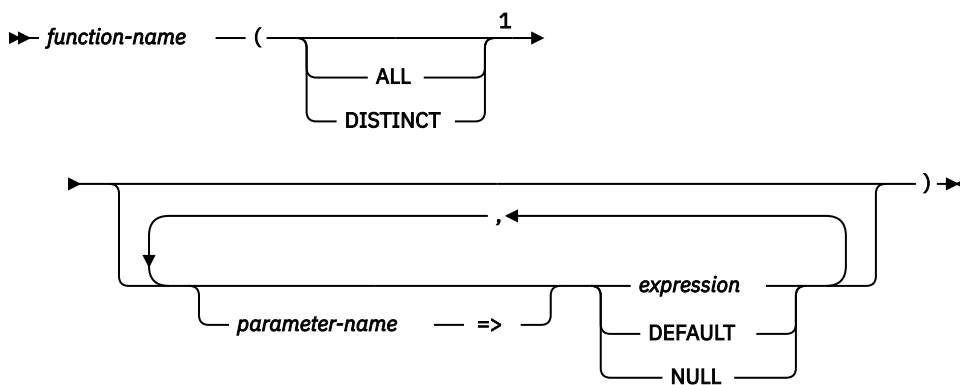 1
function-name (
ALL
DISTINCT
)
,
expression
parameter-name =>
DEFAULT
NULL